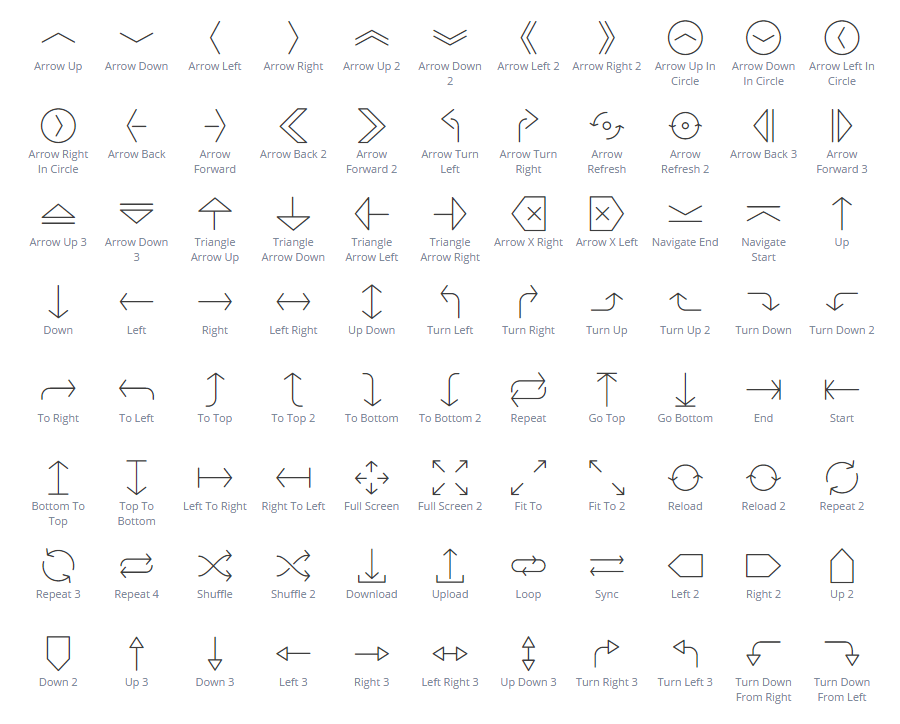 Arrow Up Arrow Down Arrow Left Arrow Right Arrow Up 2 Arrow Down Arrow Left 2 Arrow Right 2 Arrow Up In Arrow Down Arrow Left In
2 Circle In Circle Circle
Arrow Right Arrow Back Arrow Arrow Back 2 Arrow Arrow Turn Arrow Turn Arrow Arrow Arrow Back 3 Arrow
In Circle Forward Forward 2 Left Right Refresh Refresh 2 Forward 3
Arrow Up 3 Arrow Down Triangle Triangle Triangle Triangle Arrow X Right Arrow X Left Navigate End Navigate Up
3 Arrow Up Arrow Down Arrow Left Arrow Right Start
Down Left Right Left Right Up Down Turn Left Turn Right Turn Up Turn Up 2 Turn Down Turn Down 2
To Right To Left To Top To Top 2 To Bottom To Bottom 2 Repeat Go Top Go Bottom End Start
Bottom To Top To Left To Right Right To Left Full Screen Full Screen 2 Fit To Fit To 2 Reload Reload 2 Repeat 2
Top Bottom
Repeat 3 Repeat 4 Shuffle Shuffle 2 Download Upload Loop Sync Left 2 Right 2 Up 2
Down 2 Up 3 Down 3 Left 3 Right 3 Left Right 3 Up Down 3 Turn Right 3 Turn Left 3 Turn Down Turn Down
From Right From Left